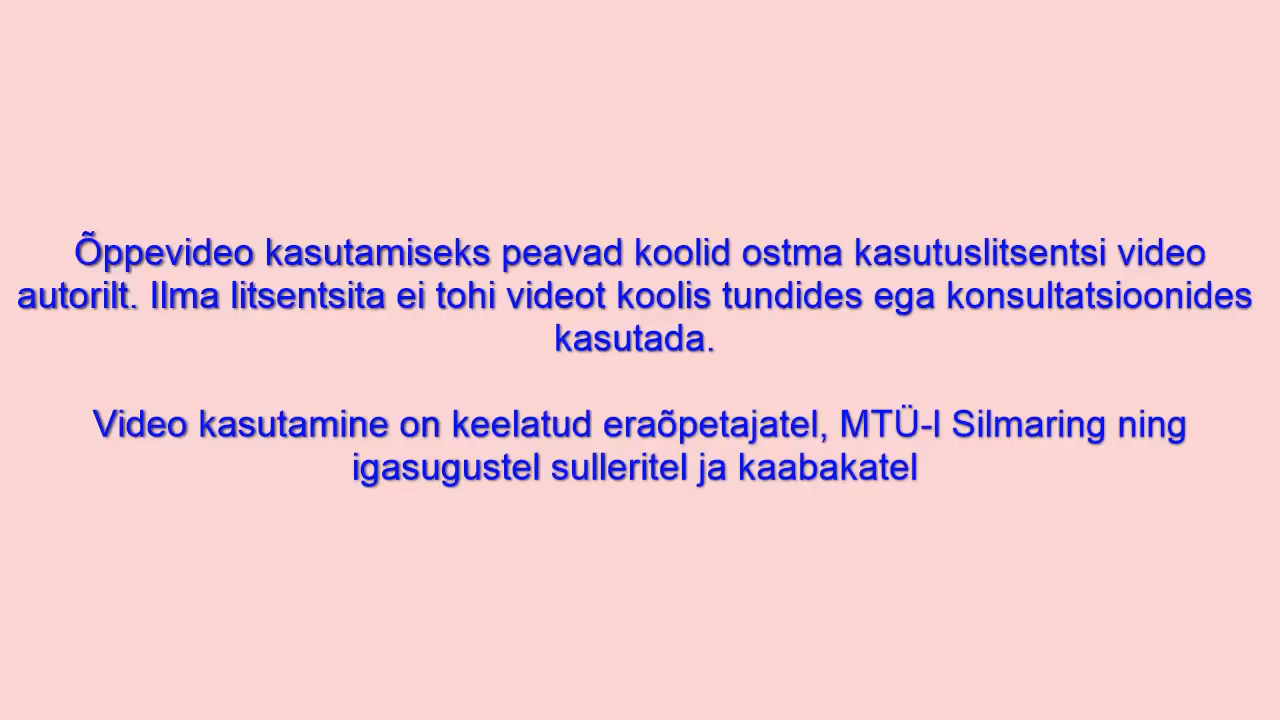 Õppevideo kasutamiseks peavad koolid ostma kasutuslitsentsi video
autorilt. Ilma litsentsita ei tohi videot koolis tundides ega konsultatsioonides
kasutada.
Video kasutamine on keelatud eraõpetajatel, MTÜ-l Silmaring ning
igasugustel sulleritel ja kaabakatel